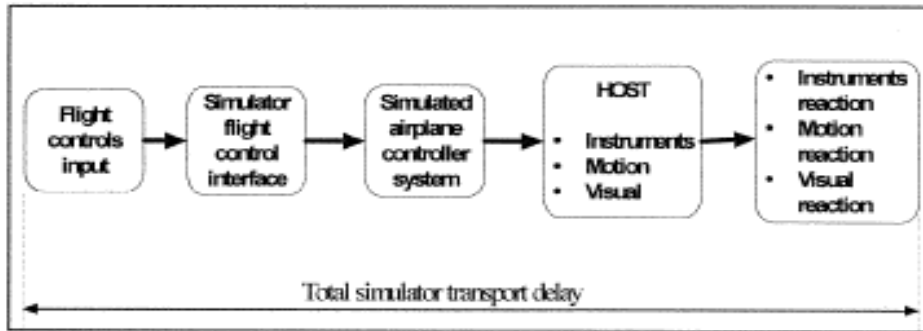 Flight
controls
input
Simulator
flight
control
interface
Simulated
airplane
controller
system
HOST
• Instruments
• Motion
• Visual
• Instruments
reaction
• Motion
reaction
• Visual
reaction
Total simulator transport delay